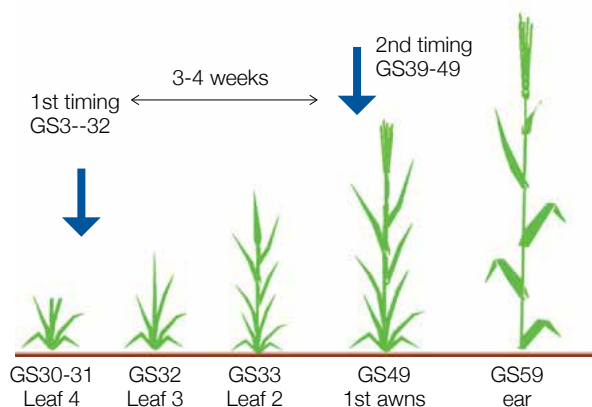 1st timing
GS3--32
3-4 weeks
2nd timing
GS39-49
GS30-31
Leaf 4
GS32
Leaf 3
GS33
Leaf 2
GS49
1st awns
GS59
ear